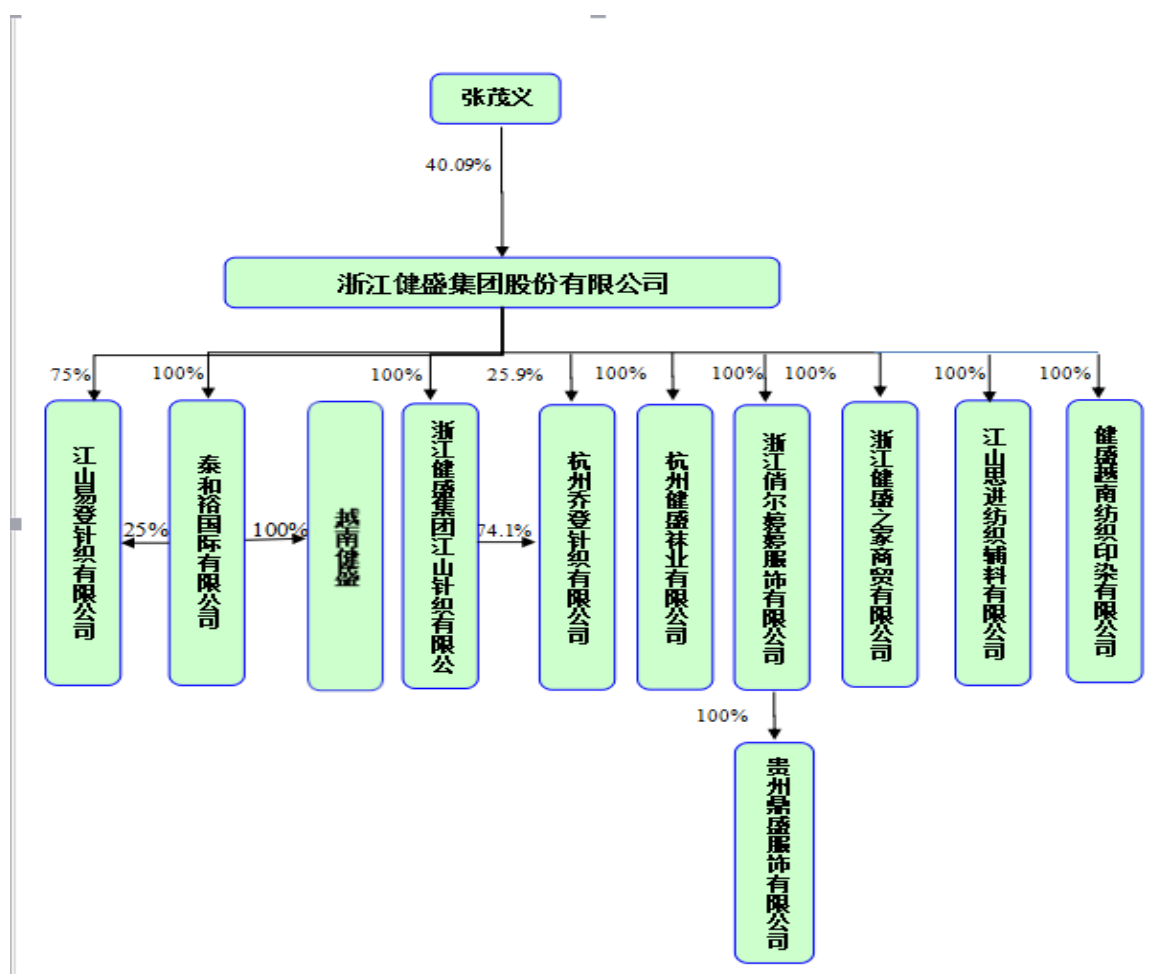 张茂义
40.09%
浙江健盛集团股份有限公司
75%
100%
100%
25.9%
100%
100%
100%
100%
100%
江山易登针织有限公司
25%
泰和裕国际有限公司
100%
越南健盛
浙江健盛集团江山针织有限公
74.1%
杭州乔登针织有限公司
杭州健盛袜业有限公司
浙江俏尔婷婷服饰有限公司
浙江健盛之家商贸有限公司
江山思进纺织辅料有限公司
健盛越南纺织印染有限公司
100%
贵州鼎盛服饰有限公司